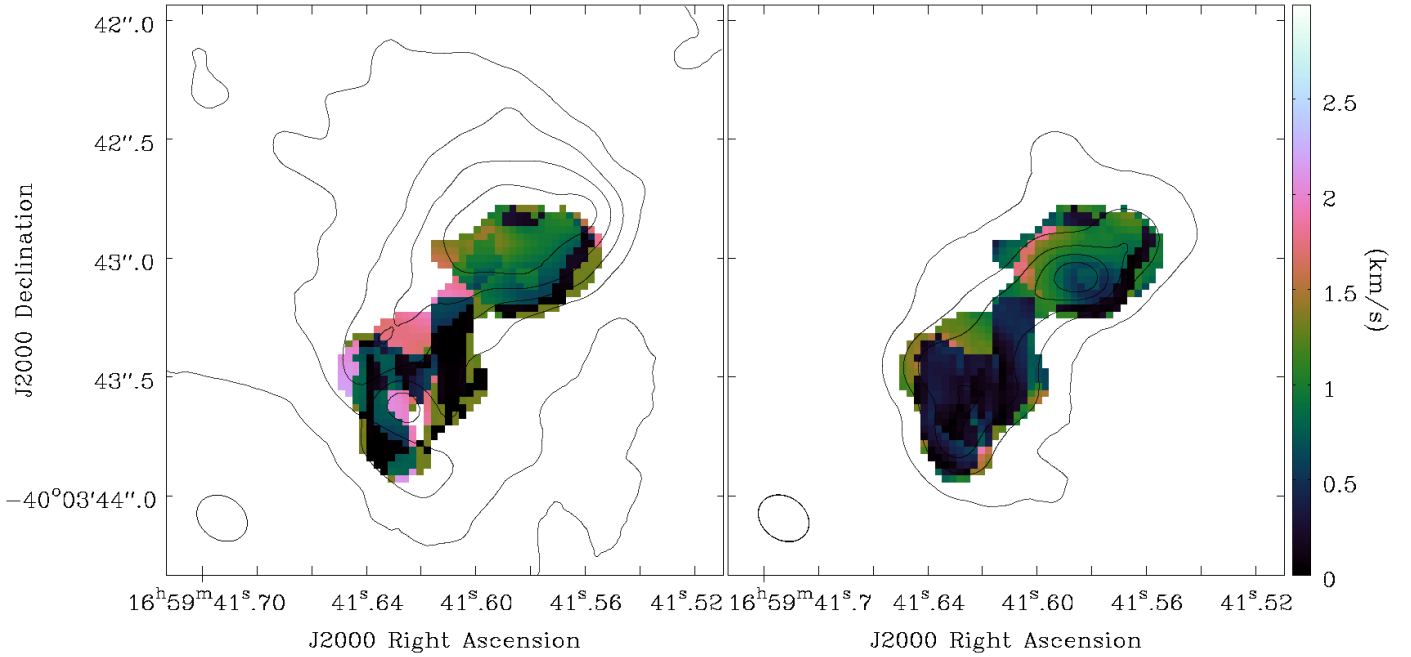 42".0
42".5
43".0
43".5
−40°03'44".0
J2000 Declination
16ʰ59ᵐ41ˢ.70 41ˢ.64 41ˢ.60 41ˢ.56 41ˢ.52
J2000 Right Ascension
16ʰ59ᵐ41ˢ.7 41ˢ.64 41ˢ.60 41ˢ.56 41ˢ.52
J2000 Right Ascension
2.5
2
1.5
1
0.5
0
(km/s)